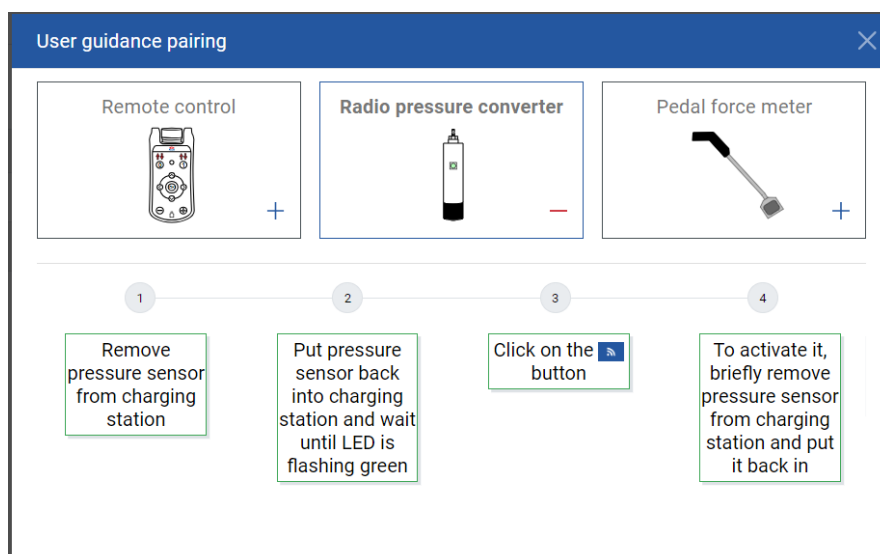 User guidance pairing
Remote control
Radio pressure converter
Pedal force meter
1
2
3
4
Remove
pressure sensor
from charging
station
Put pressure
sensor back
into charging
station and wait
until LED is
flashing green
Click on the
button
To activate it,
briefly remove
pressure sensor
from charging
station and put
it back in